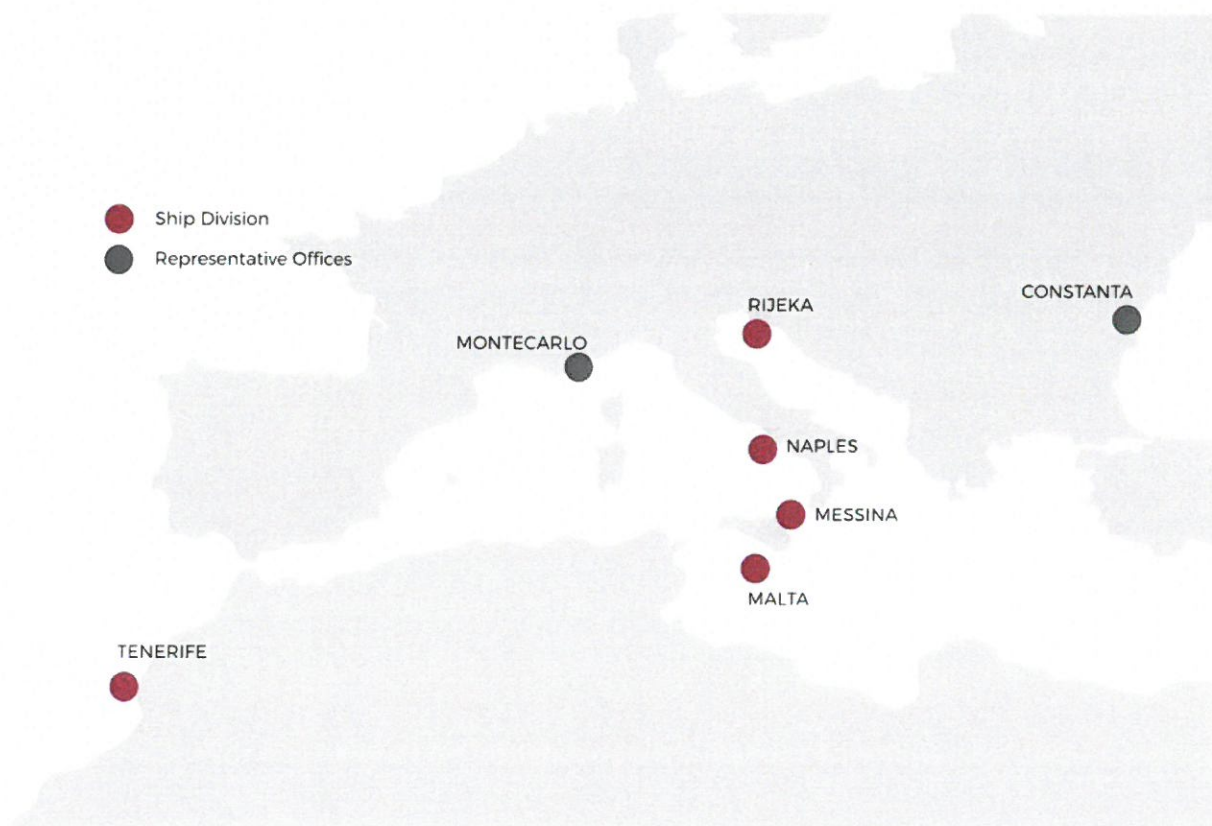 Ship Division
Representative Offices
CONSTANTA
RIJEKA
MONTECARLO
NAPLES
MESSINA
MALTA
TENERIFE